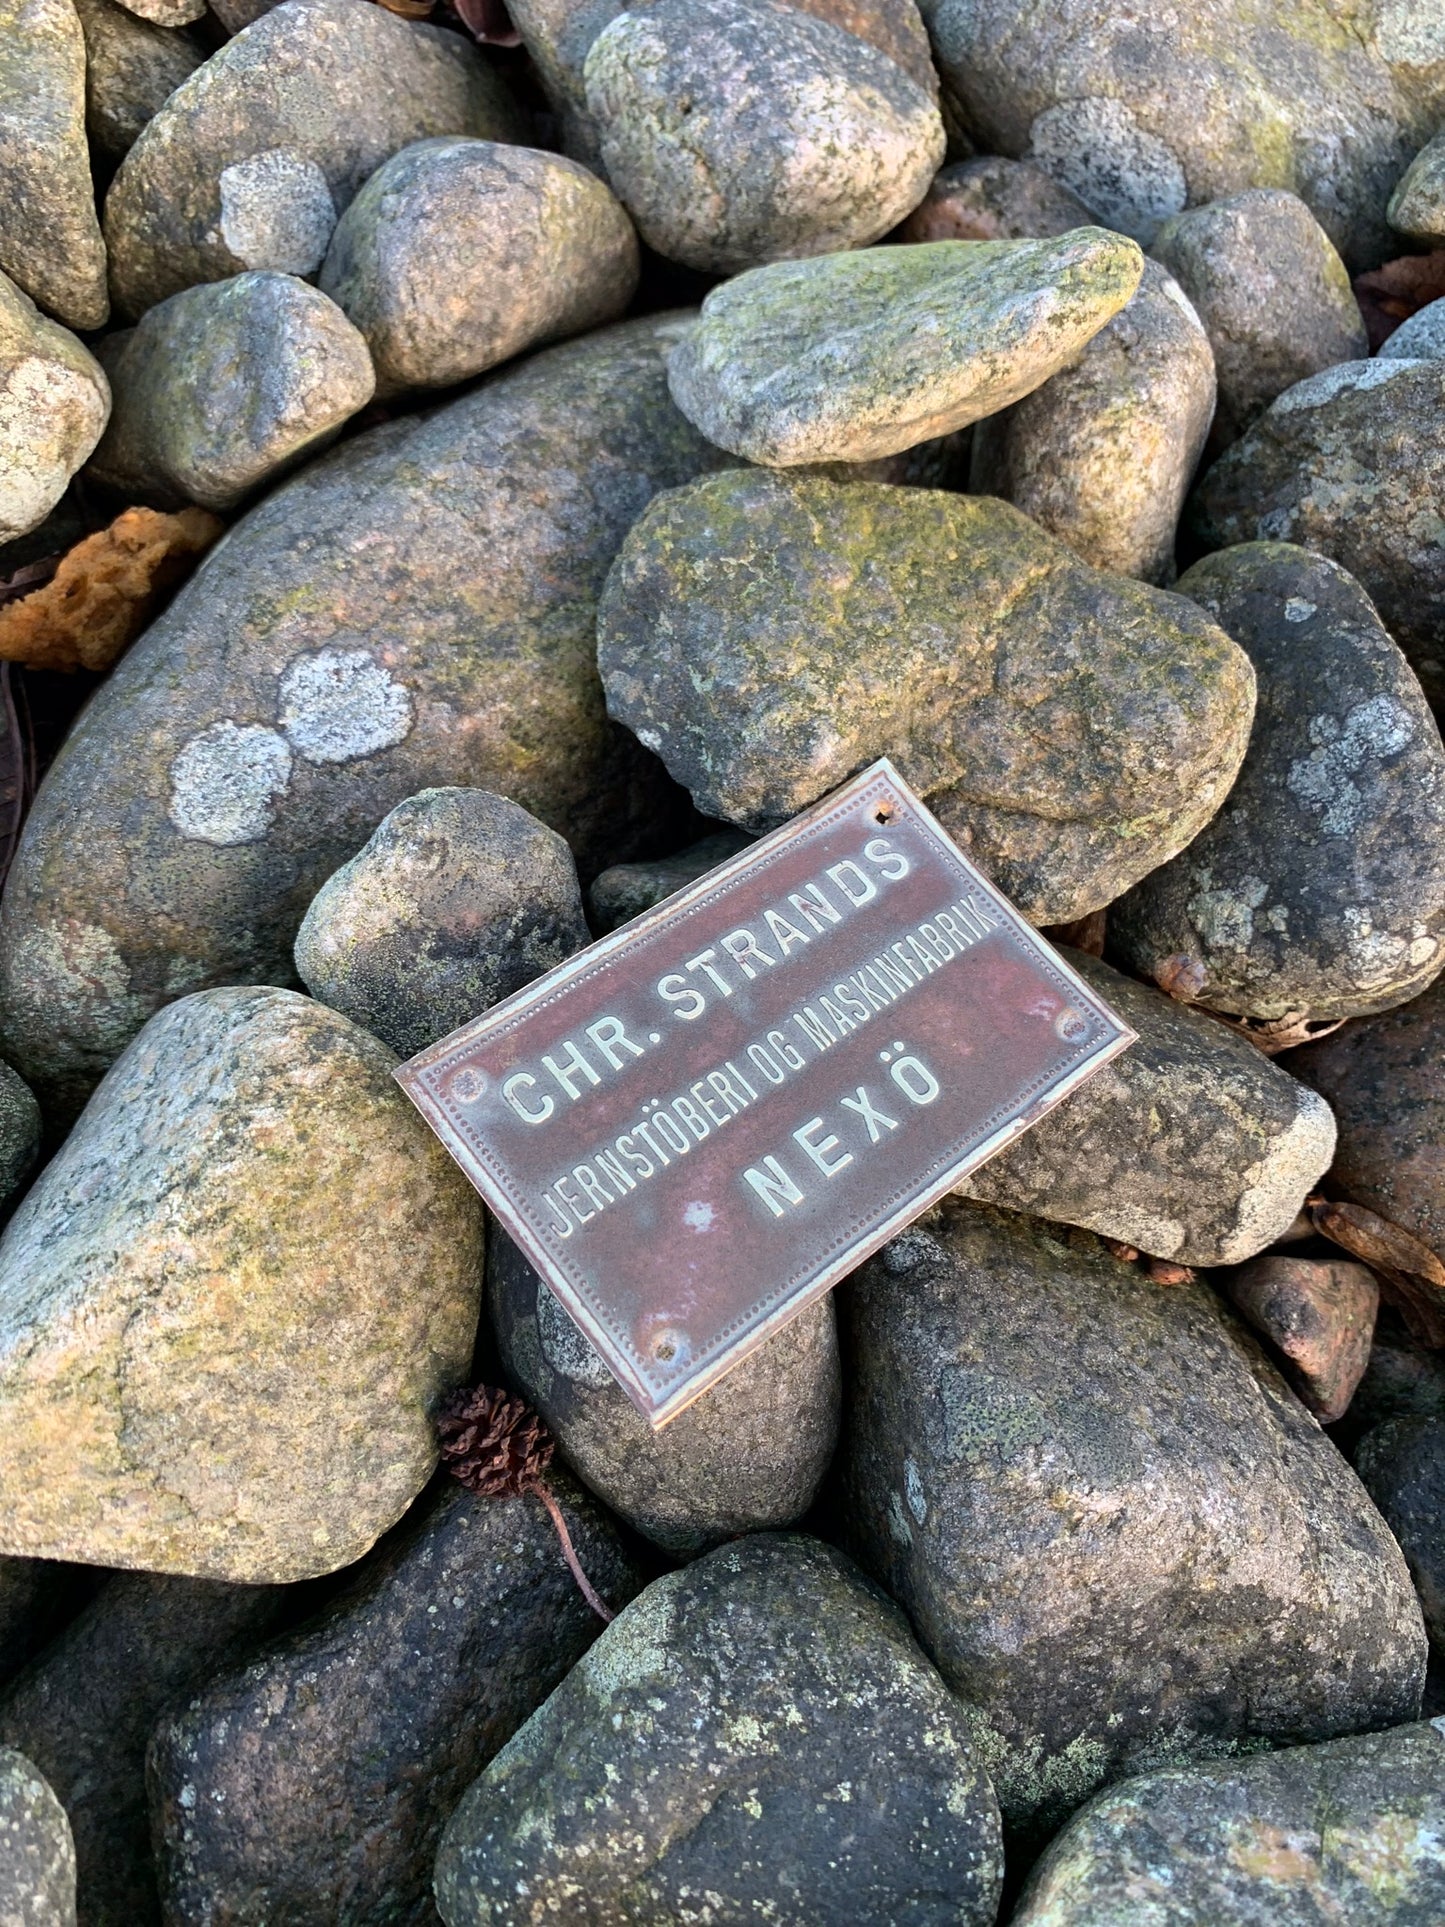 CHR. STRANDS
JERNSTÖBERI OG MASKINFABRIK
NEXÖ